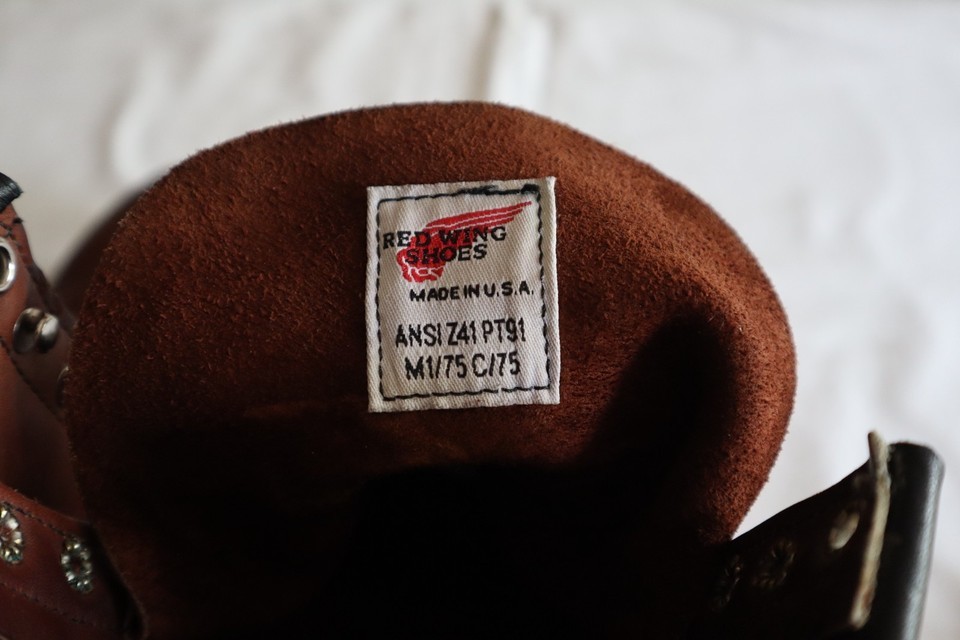 RED WING
SHOES
MADE IN U.S.A.
ANSI Z41 PT91
M1/75 C/75